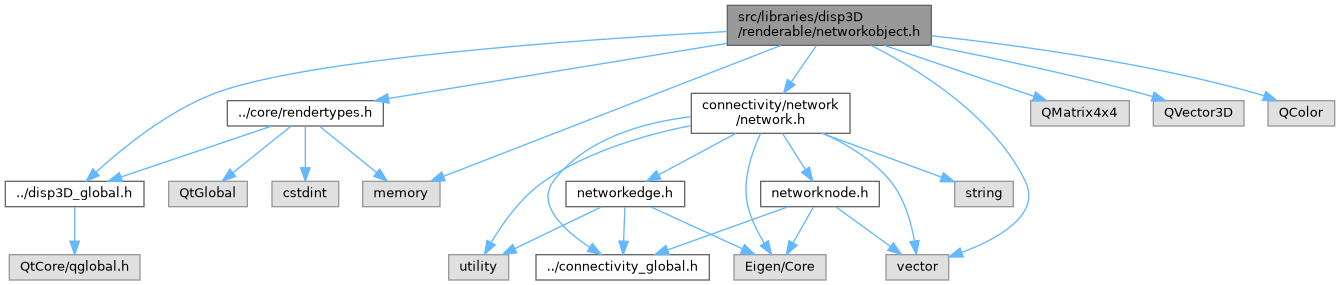 src/libraries/disp3D
/renderable/networkobject.h
connectivity/network
/network.h
../core/rendertypes.h
QMatrix4x4
QVector3D
QColor
../disp3D_global.h
QtGlobal
cstdint
memory
networkedge.h
networknode.h
string
QtCore/qglobal.h
utility
../connectivity_global.h
Eigen/Core
vector